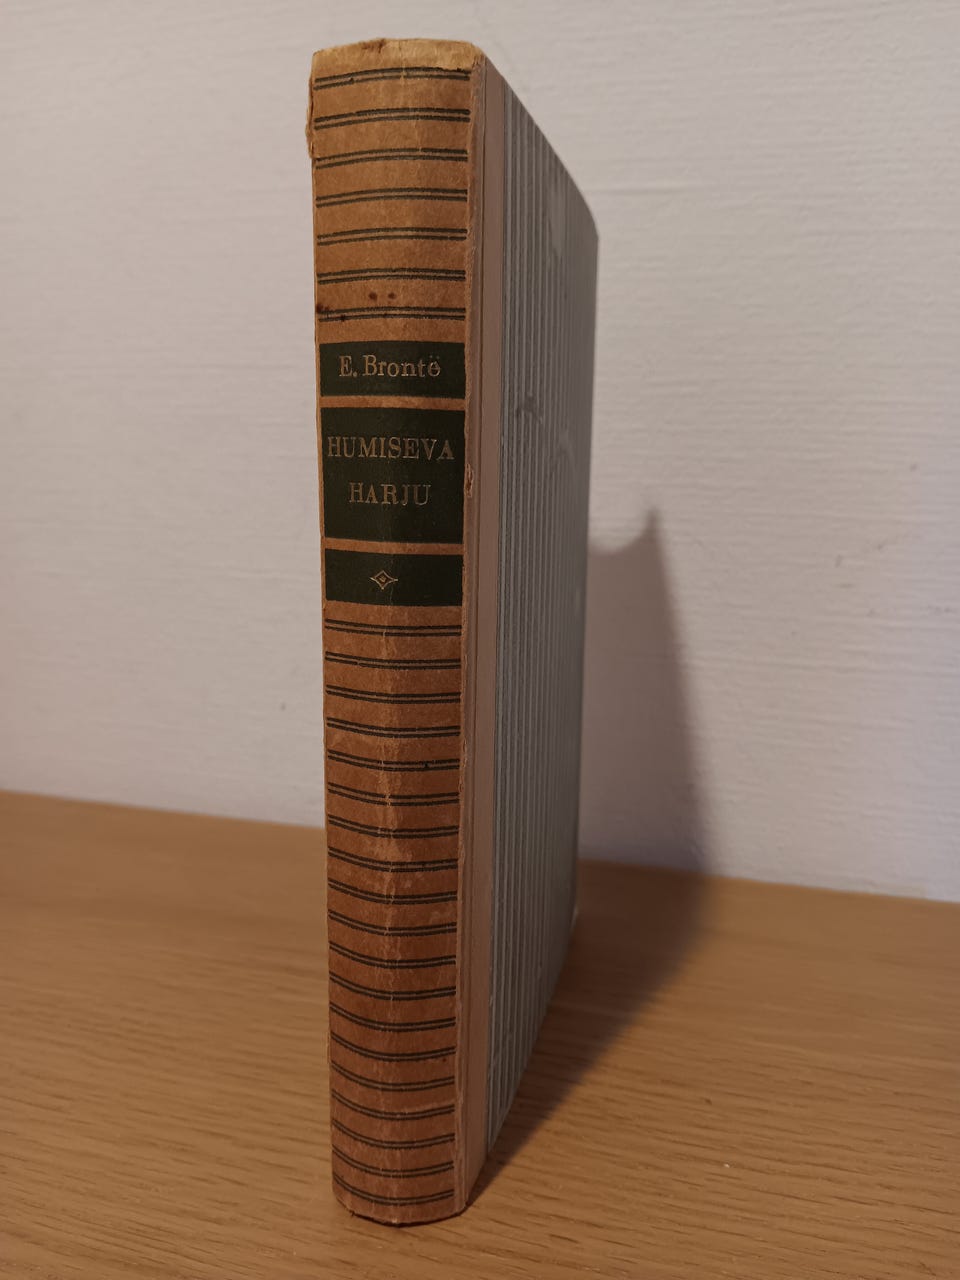 E. Brontë
HUMISEVA
HARJU